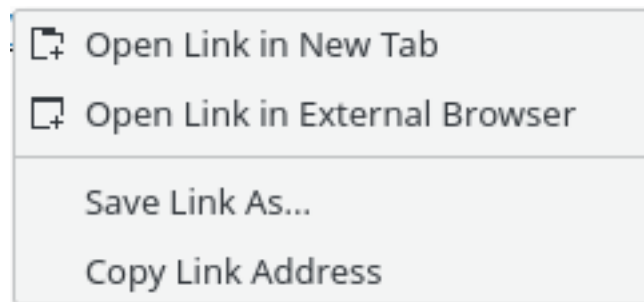 Open Link in New Tab
Open Link in External Browser
Save Link As...
Copy Link Address